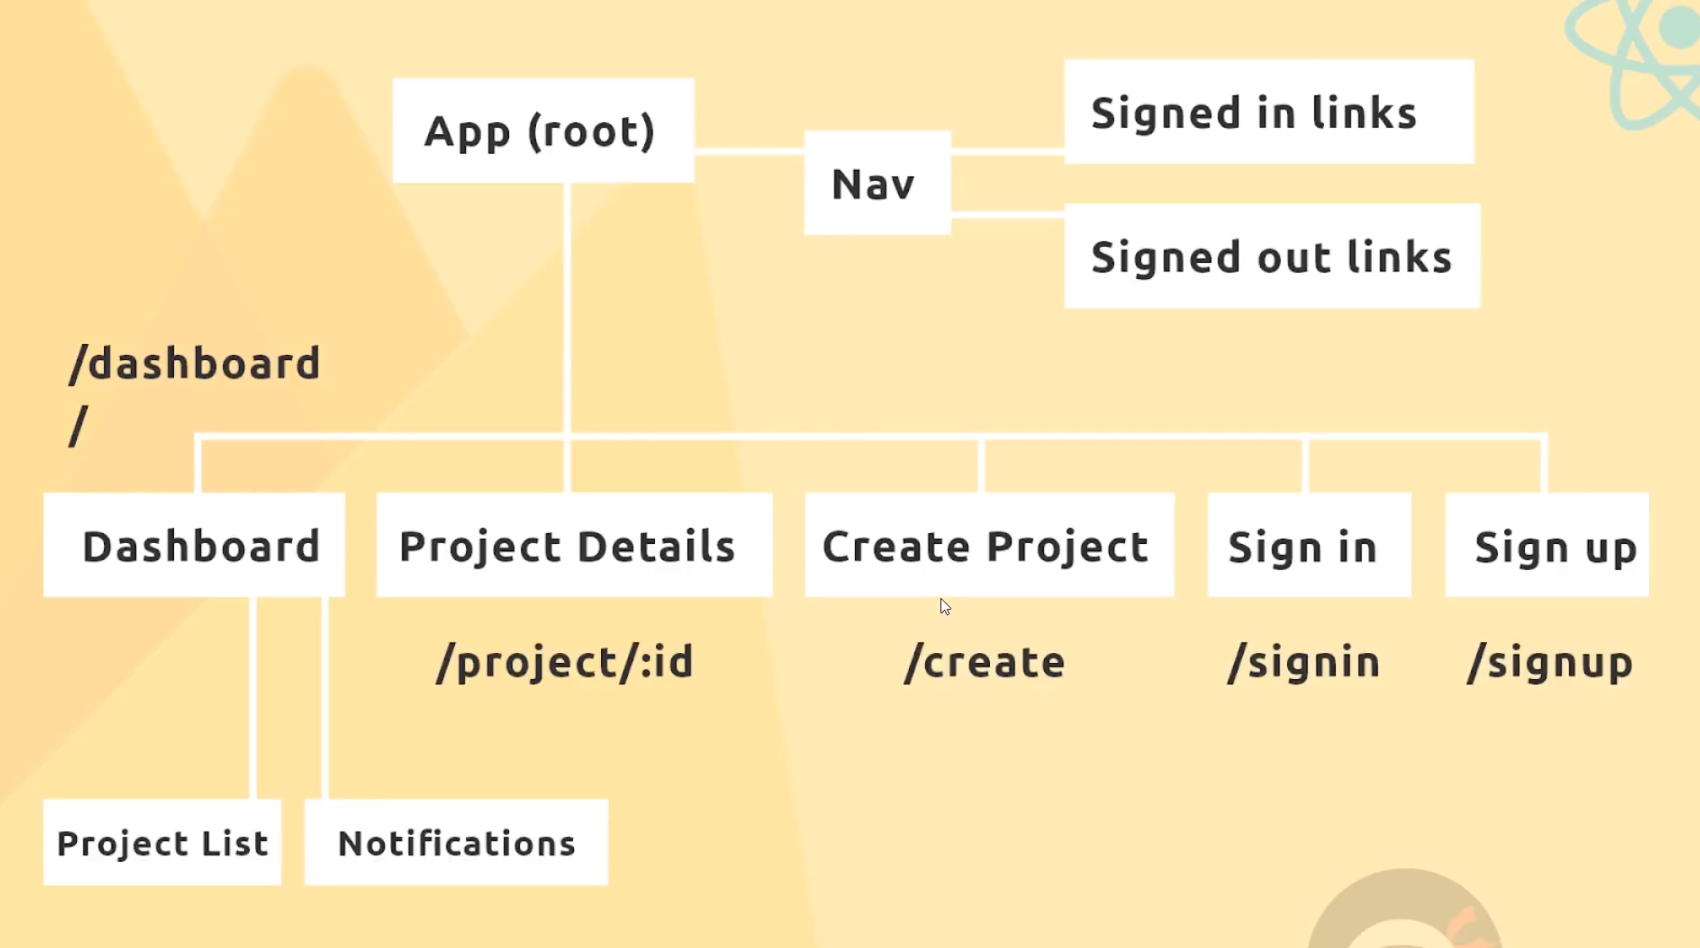 App (root)
Nav
Signed in links
Signed out links
/dashboard
/
Dashboard
Project Details
Create Project
Sign in
Sign up
/project/:id
/create
/signin
/signup
Project List
Notifications